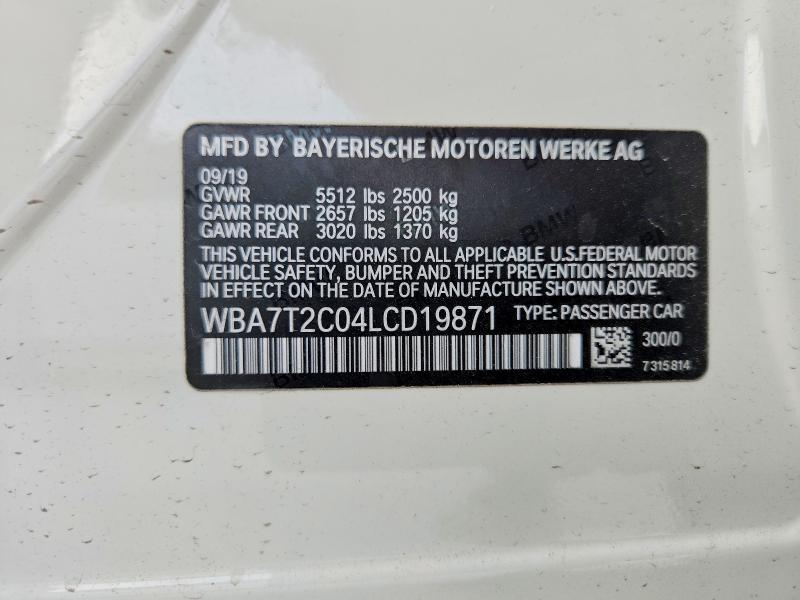 MFD BY BAYERISCHE MOTOREN WERKE AG
09/19
GVWR 5512 lbs 2500 kg
GAWR FRONT 2657 lbs 1205 kg
GAWR REAR 3020 lbs 1370 kg
THIS VEHICLE CONFORMS TO ALL APPLICABLE U.S.FEDERAL MOTOR
VEHICLE SAFETY, BUMPER AND THEFT PREVENTION STANDARDS
IN EFFECT ON THE DATE OF MANUFACTURE SHOWN ABOVE.
WBA7T2C04LCD19871 TYPE: PASSENGER CAR
300/0
7315814